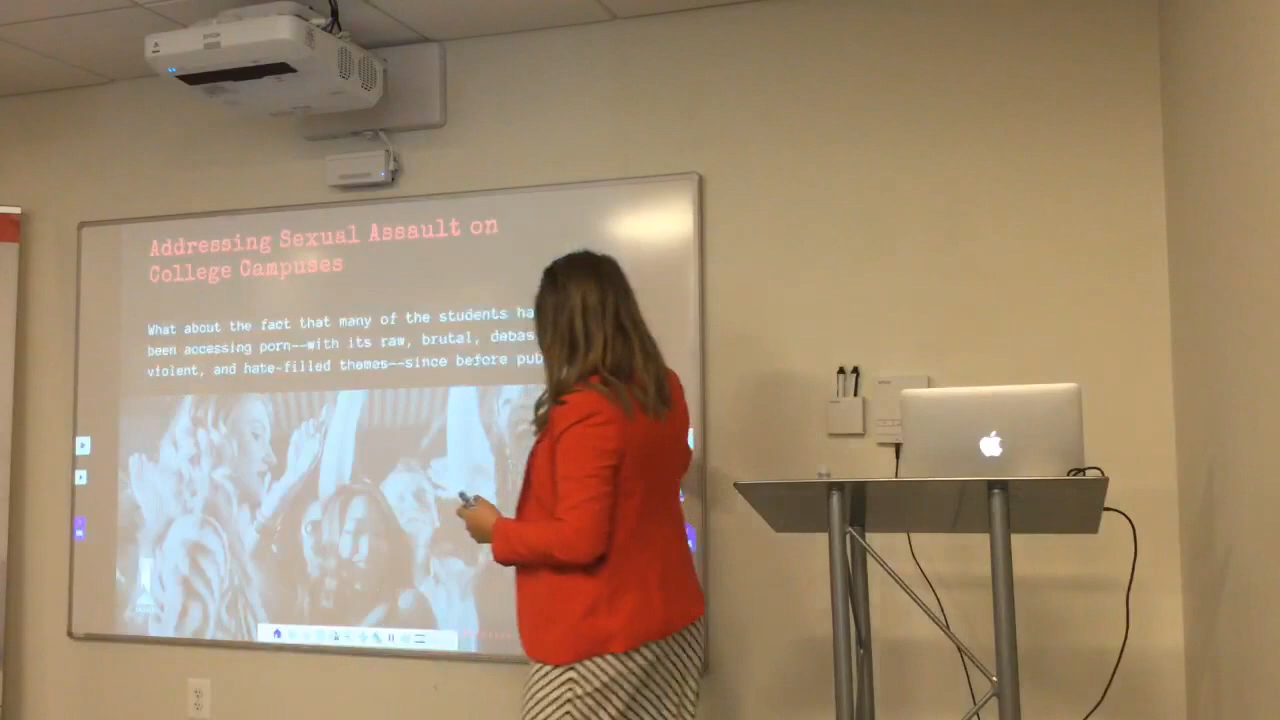 EPSON
Addressing Sexual Assault on
College Campuses
What about the fact that many of the students ha
been accessing porn--with its raw, brutal, debas
violent, and hate-filled themes--since before pub